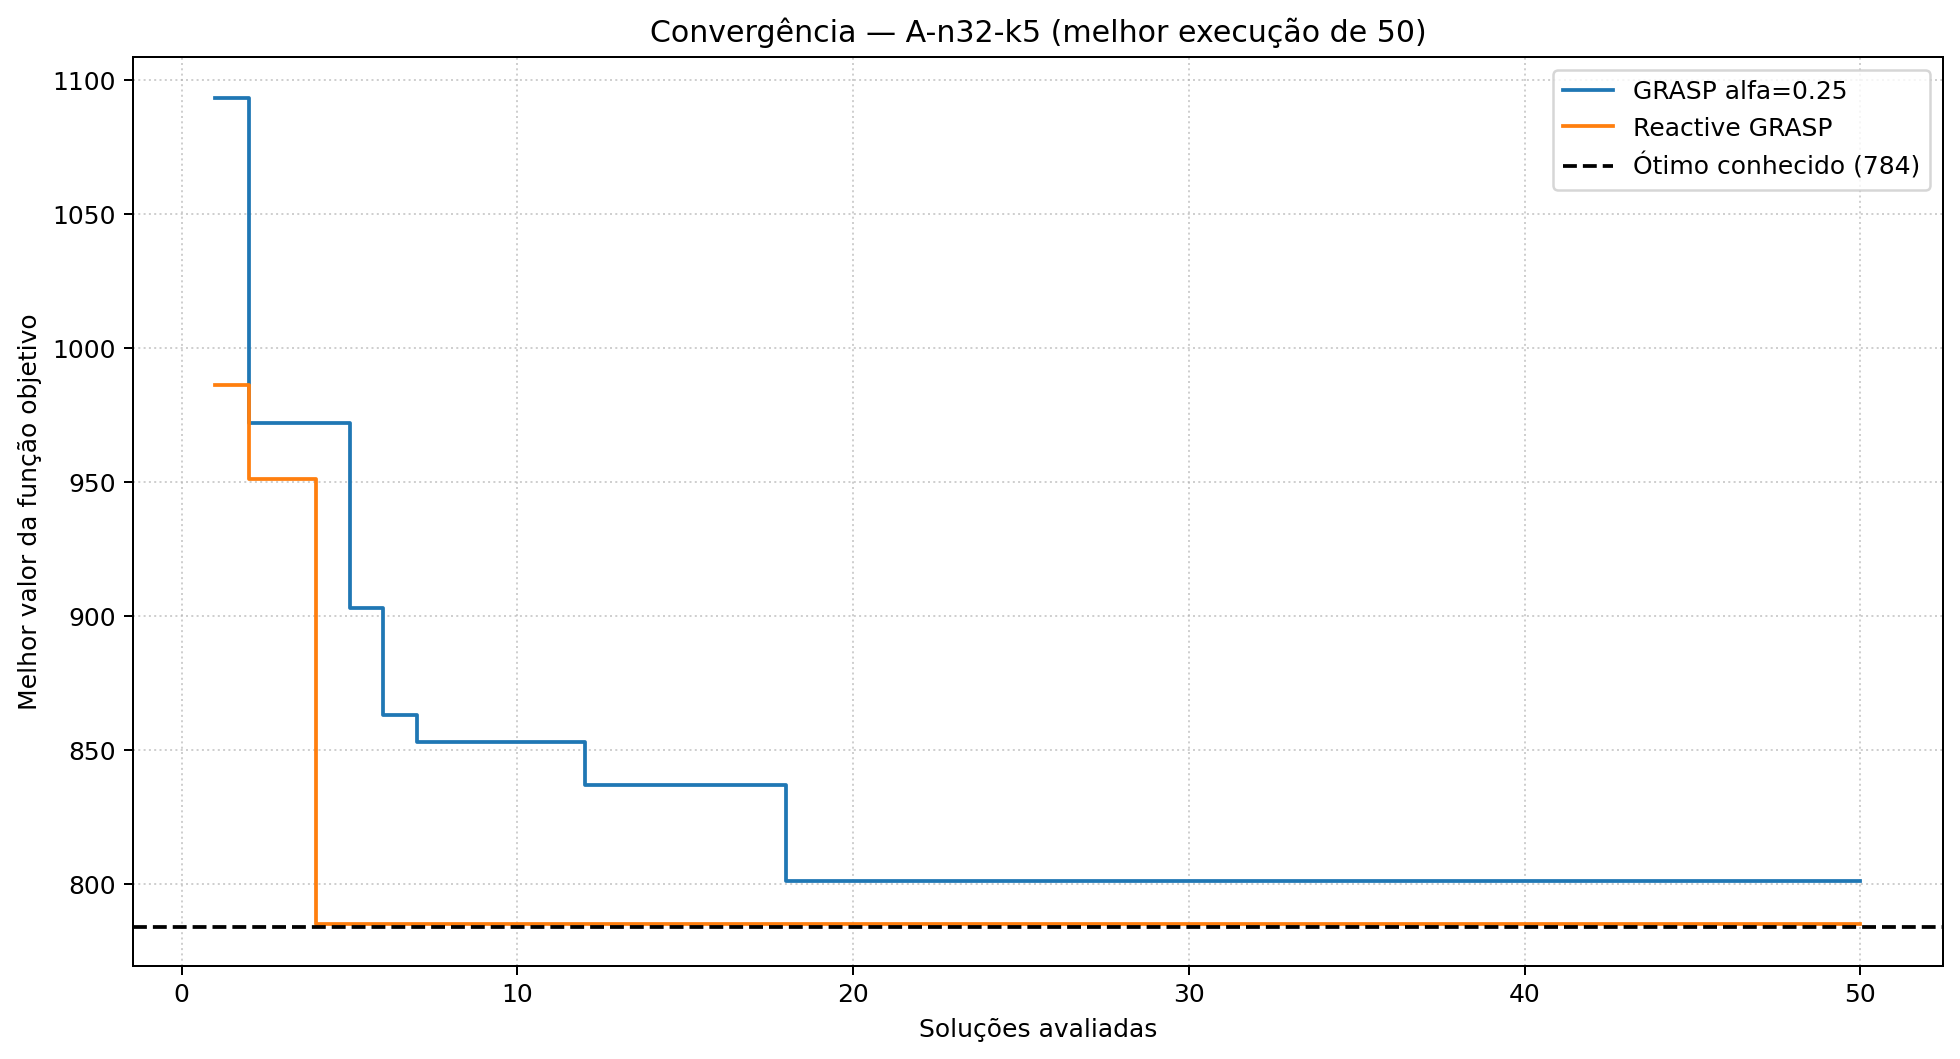 Convergência — A-n32-k5 (melhor execução de 50)
GRASP alfa=0.25
Reactive GRASP
Ótimo conhecido (784)
Melhor valor da função objetivo
1100
1050
1000
950
900
850
800
0
10
20
30
40
50
Soluções avaliadas